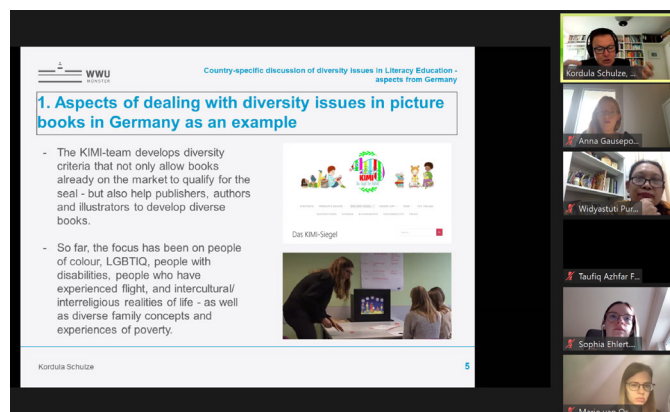 WWU
MÜNSTER
Country-specific discussion of diversity issues in Literacy Education -
aspects from Germany
1. Aspects of dealing with diversity issues in picture
books in Germany as an example
- The KIMI-team develops diversity
criteria that not only allow books
already on the market to qualify for the
seal - but also help publishers, authors
and illustrators to develop diverse
books.
- So far, the focus has been on people
of colour, LGBTIQ, people with
disabilities, people who have
experienced flight, and intercultural/
interreligious realities of life - as well
as diverse family concepts and
experiences of poverty.
KIMI
Das KIMI-Siegel
Kordula Schulze
5
Kordula Schulze, ...
Anna Gausepo...
Widyastuti Pur...
Taufiq Azhfar F...
Sophia Ehlert...